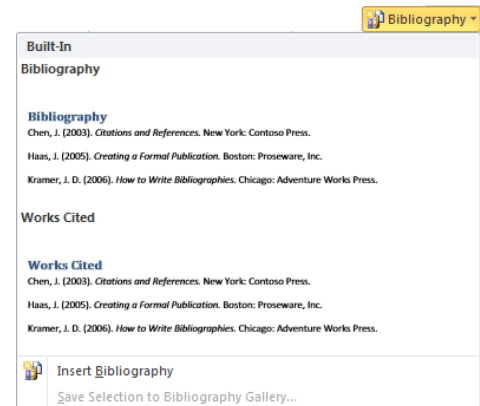 Bibliography
Built-In
Bibliography
Bibliography
Chen, J. (2003). Citations and References. New York: Contoso Press.
Haas, J. (2005). Creating a Formal Publication. Boston: Proseware, Inc.
Kramer, J. D. (2006). How to Write Bibliographies. Chicago: Adventure Works Press.
Works Cited
Works Cited
Chen, J. (2003). Citations and References. New York: Contoso Press.
Haas, J. (2005). Creating a Formal Publication. Boston: Proseware, Inc.
Kramer, J. D. (2006). How to Write Bibliographies. Chicago: Adventure Works Press.
Insert Bibliography
Save Selection to Bibliography Gallery...